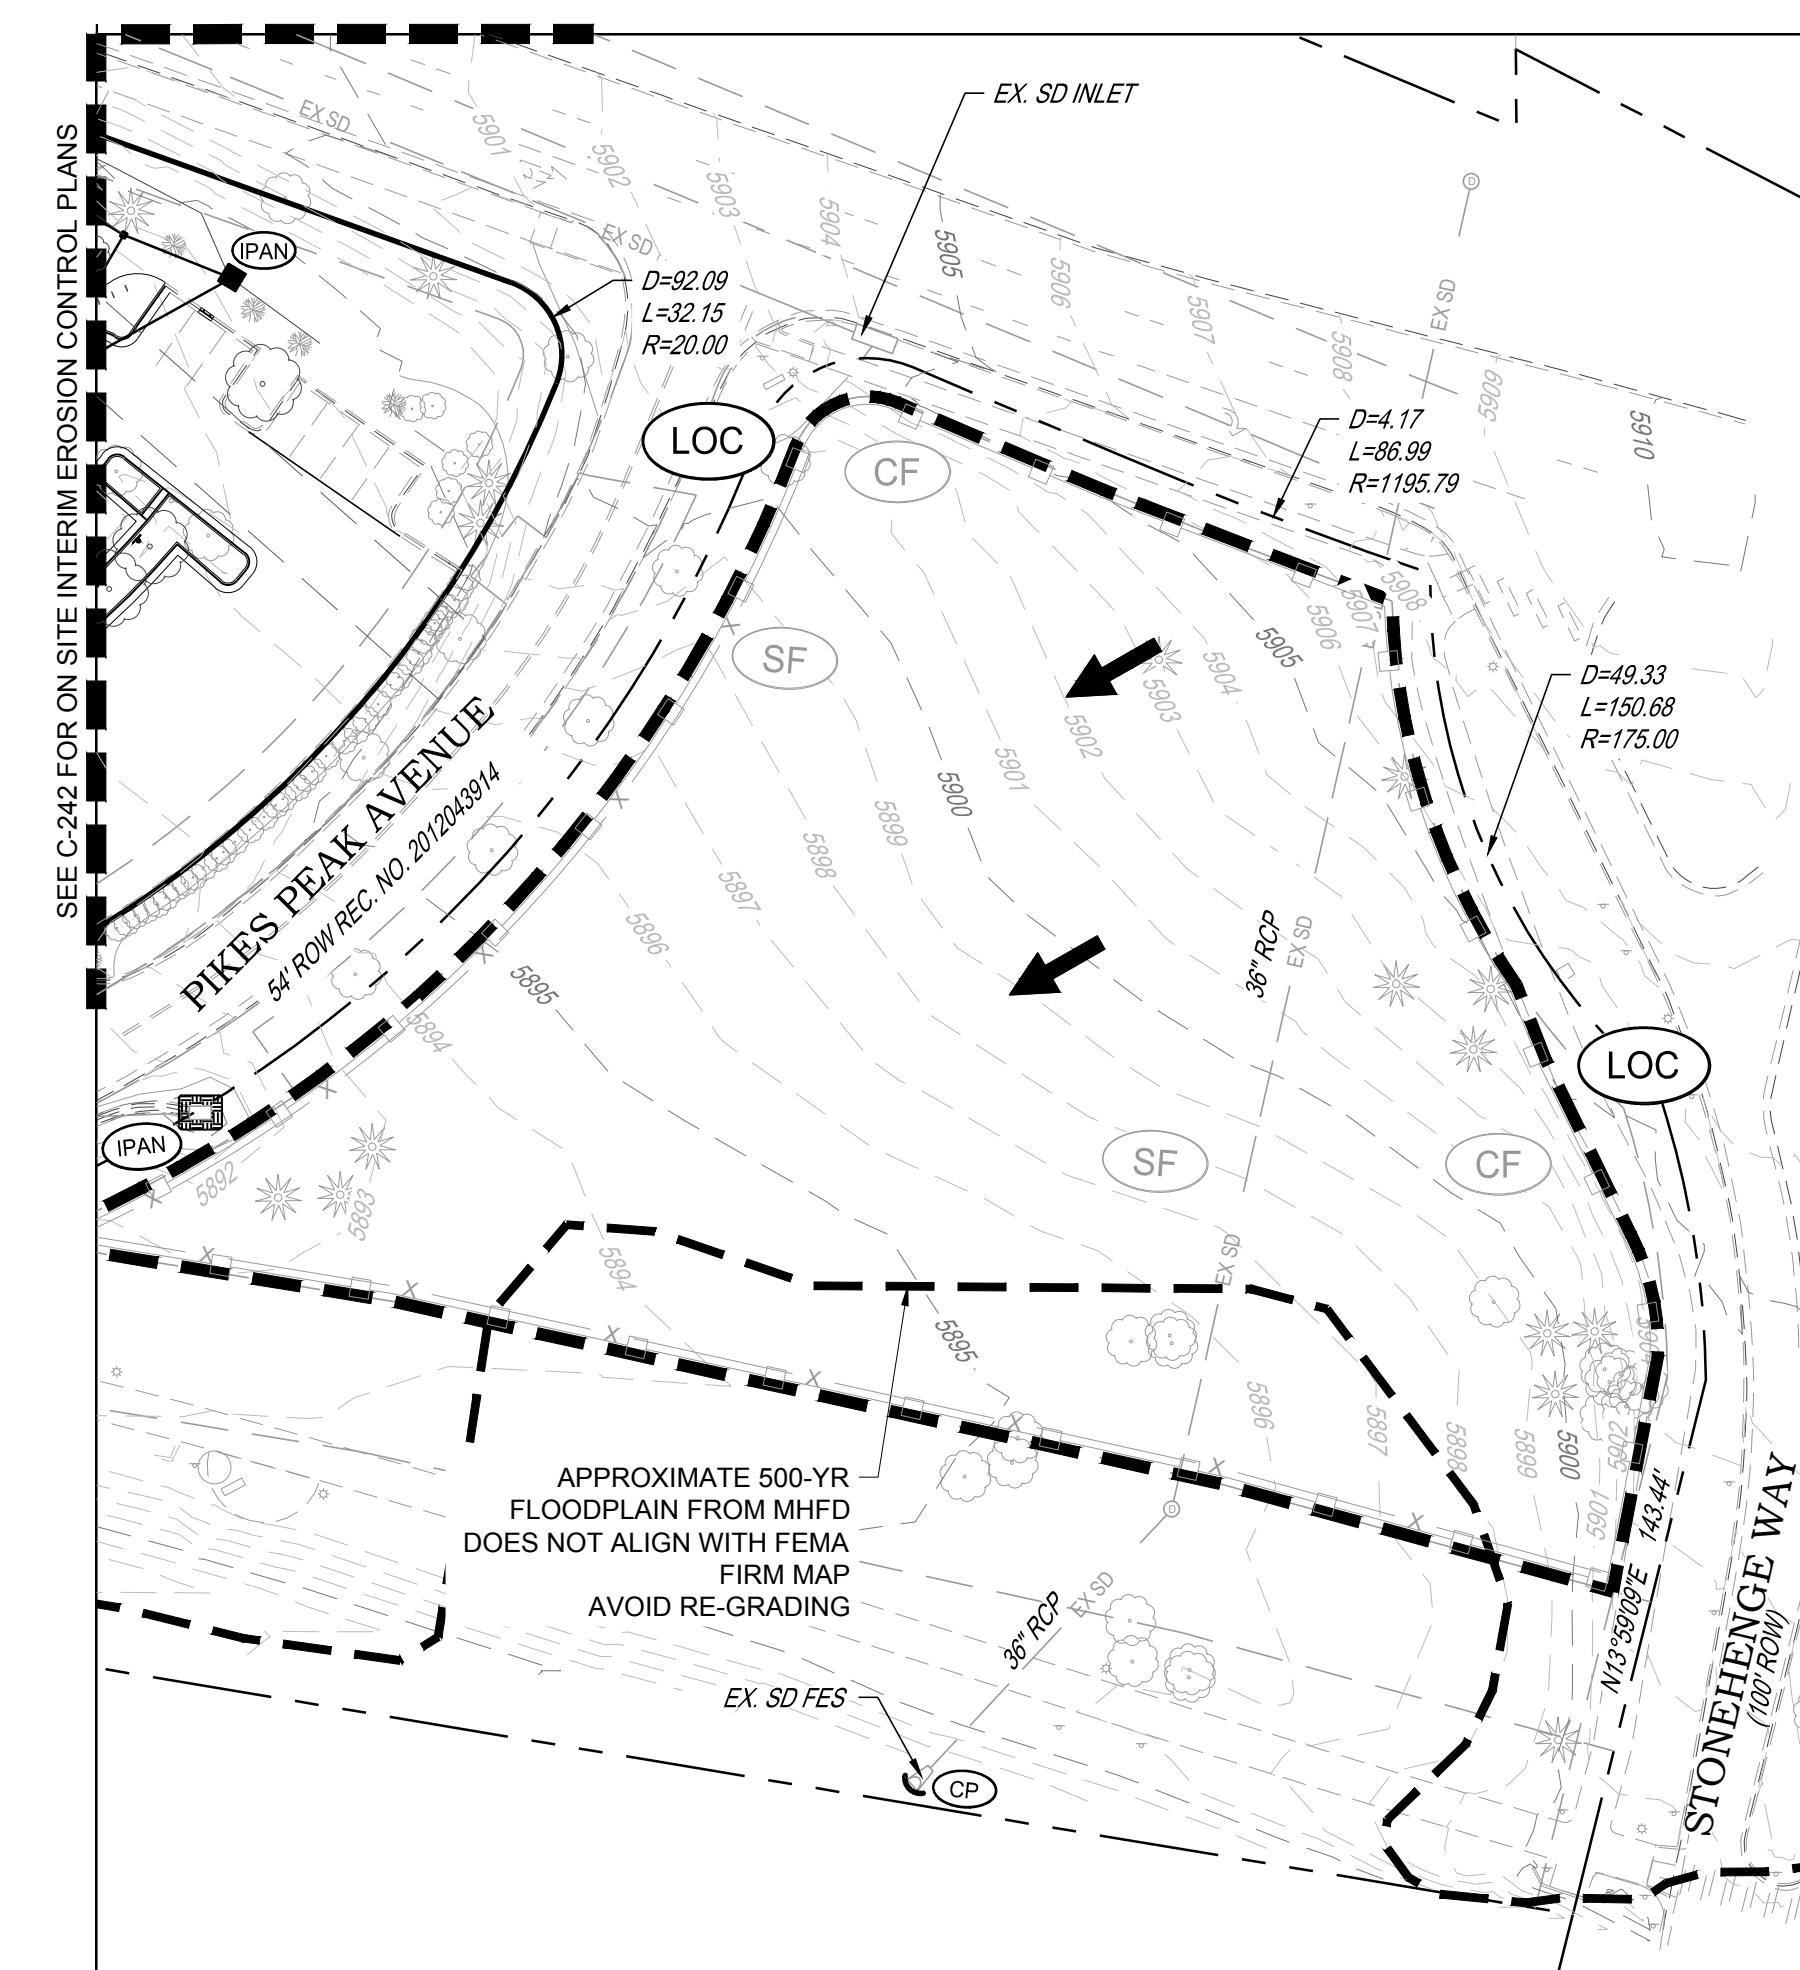 SEE C-242 FOR ON SITE INTERIM EROSION CONTROL PLANS
EX SD
5901
5902
5903
5904
5905
5906
5907
5908
6065
5910
EX. SD INLET
EX SD
EX SD
IPAN
D=92.09
L=32.15
R=20.00
LOC
CF
D=4.17
L=86.99
R=1195.79
SF
5908
5907
5906
5905
5904
5903
5902
5901
5900
5899
5898
5897
5896
5895
5894
D=49.33
L=150.68
R=175.00
PIKES PEAK AVENUE
54' ROW REC. NO. 2012043914
36" RCP
EX SD
LOC
IPAN
5892
5893
SF
CF
5894
EX SD
5895
5896
5897
5898
5899
5900
5901
5902
APPROXIMATE 500-YR
FLOODPLAIN FROM MHFD
DOES NOT ALIGN WITH FEMA
FIRM MAP
AVOID RE-GRADING
N13°59'09"E 143.44'
STONEHENGE WAY
(100' ROW)
EX SD
36" RCP
EX. SD FES
CP
D
D